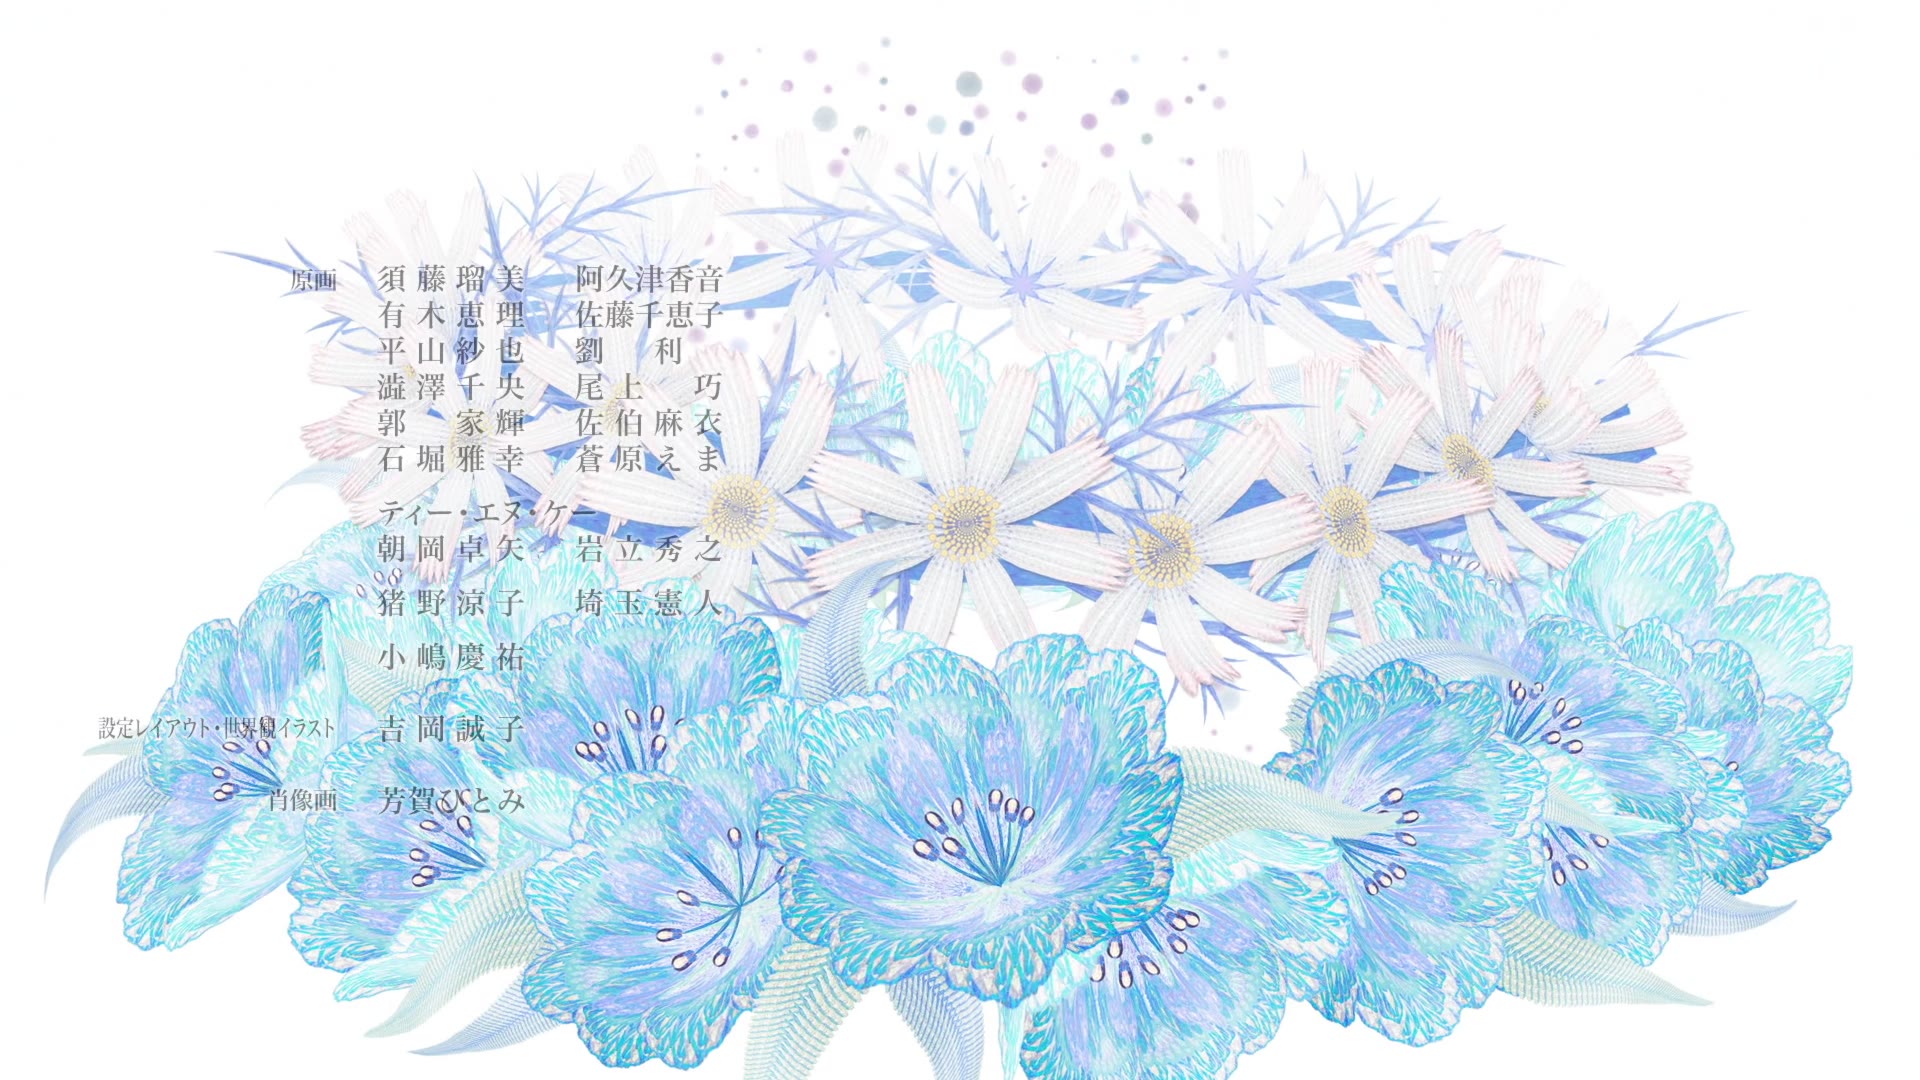 原画 須藤瑠美 阿久津香音
有木恵理 佐藤千恵子
平山紗也 劉利
澁澤千央 尾上巧
郭家輝 佐伯麻衣
石堀雅幸 蒼原えま
ティー・エヌ・ケー
朝岡卓矢 岩立秀之
猪野涼子 埼玉憲人
小嶋慶祐
設定レイアウト・世界観イラスト 吉岡誠子
肖像画 芳賀ひとみ